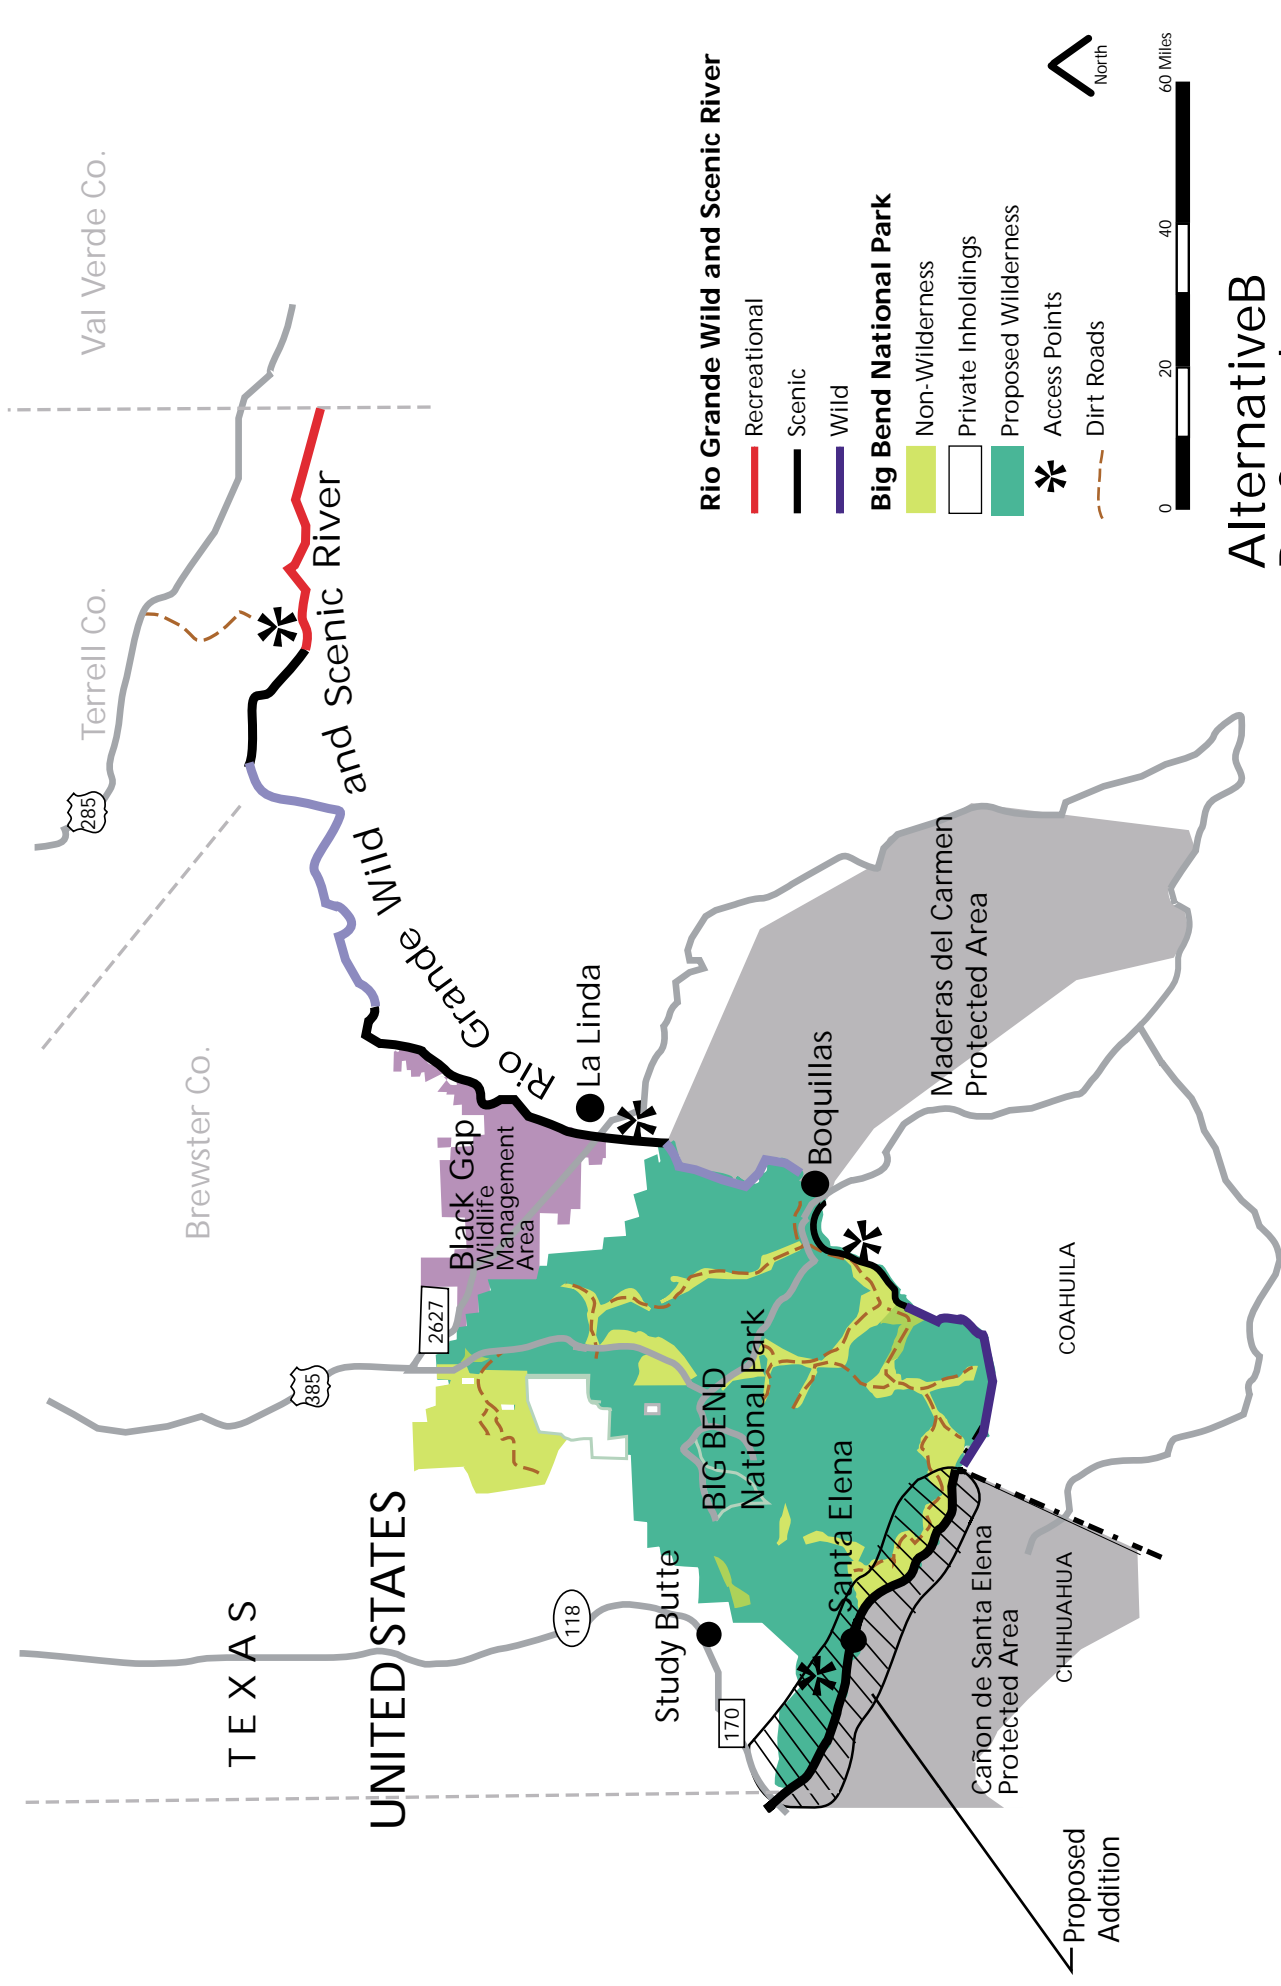 Val Verde Co.
Terrell Co.
285
Brewster Co.
385
TEXAS
UNITED STATES
118
2627
Black Gap
Wildlife
Management
Area
Rio Grande Wild and Scenic River
La Linda
Boquillas
Maderas del Carmen
Protected Area
BIG BEND
National Park
Study Butte
170
Santa Elena
COAHUILA
CHIHUAHUA
Cañon de Santa Elena
Protected Area
Proposed
Addition
Rio Grande Wild and Scenic River
Recreational
Scenic
Wild
Big Bend National Park
Non-Wilderness
Private Inholdings
Proposed Wilderness
Access Points
Dirt Roads
North
0 20 40 60 Miles
AlternativeB